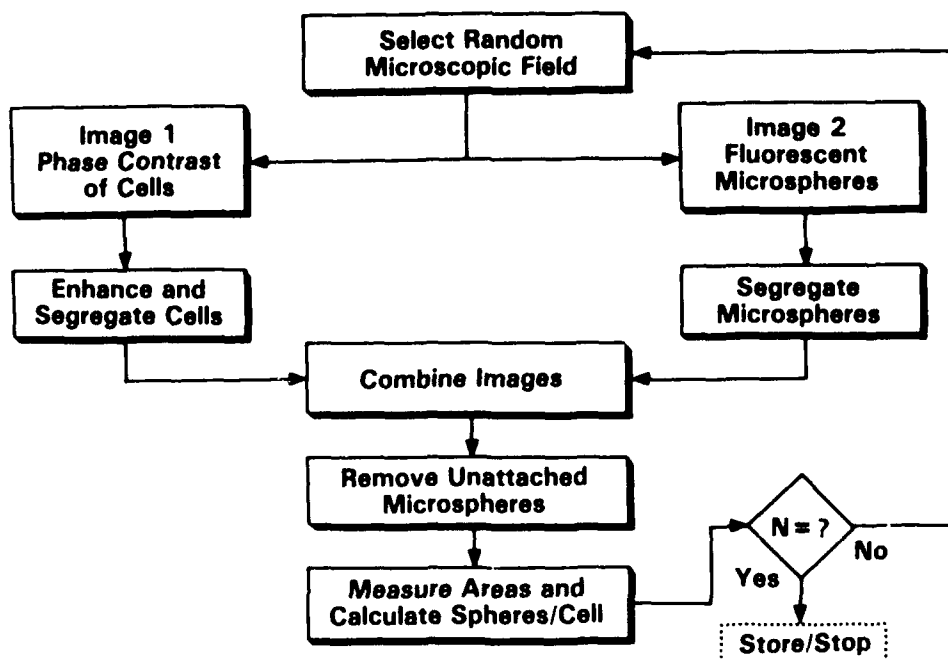 Select Random
Microscopic Field
Image 1
Phase Contrast
of Cells
Image 2
Fluorescent
Microspheres
Enhance and
Segregate Cells
Segregate
Microspheres
Combine Images
Remove Unattached
Microspheres
N = ?
No
Yes
Measure Areas and
Calculate Spheres/Cell
Store/Stop